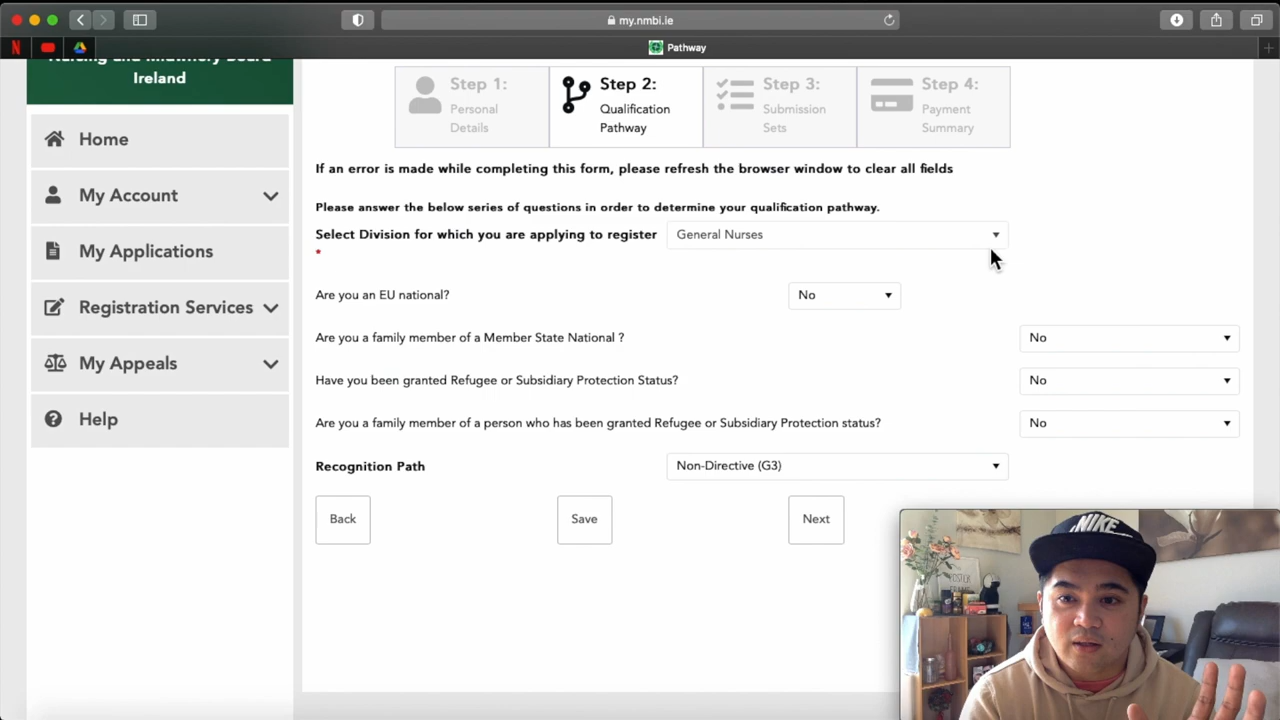 my.nmbi.ie
Pathway
Nursing and Midwifery Board
Ireland
Home
My Account
My Applications
Registration Services
My Appeals
Help
Step 1:
Personal
Details
Step 2:
Qualification
Pathway
Step 3:
Submission
Sets
Step 4:
Payment
Summary
If an error is made while completing this form, please refresh the browser window to clear all fields
Please answer the below series of questions in order to determine your qualification pathway.
Select Division for which you are applying to register General Nurses
*
Are you an EU national? No
Are you a family member of a Member State National ? No
Have you been granted Refugee or Subsidiary Protection Status? No
Are you a family member of a person who has been granted Refugee or Subsidiary Protection status? No
Recognition Path Non-Directive (G3)
Back Save Next
NIKE